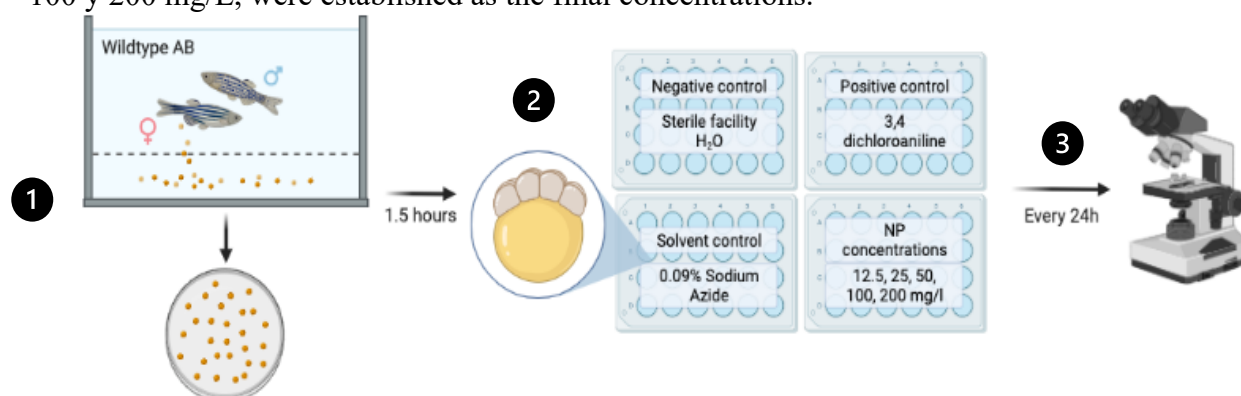 100 y 200 mg/L, were established as the final concentrations.
Wildtype AB
♂
♀
1
1.5 hours
2
Negative control
Sterile facility
H₂O
Positive control
3,4
dichloroaniline
Solvent control
0.09% Sodium
Azide
NP
concentrations
12.5, 25, 50,
100, 200 mg/l
3
Every 24h